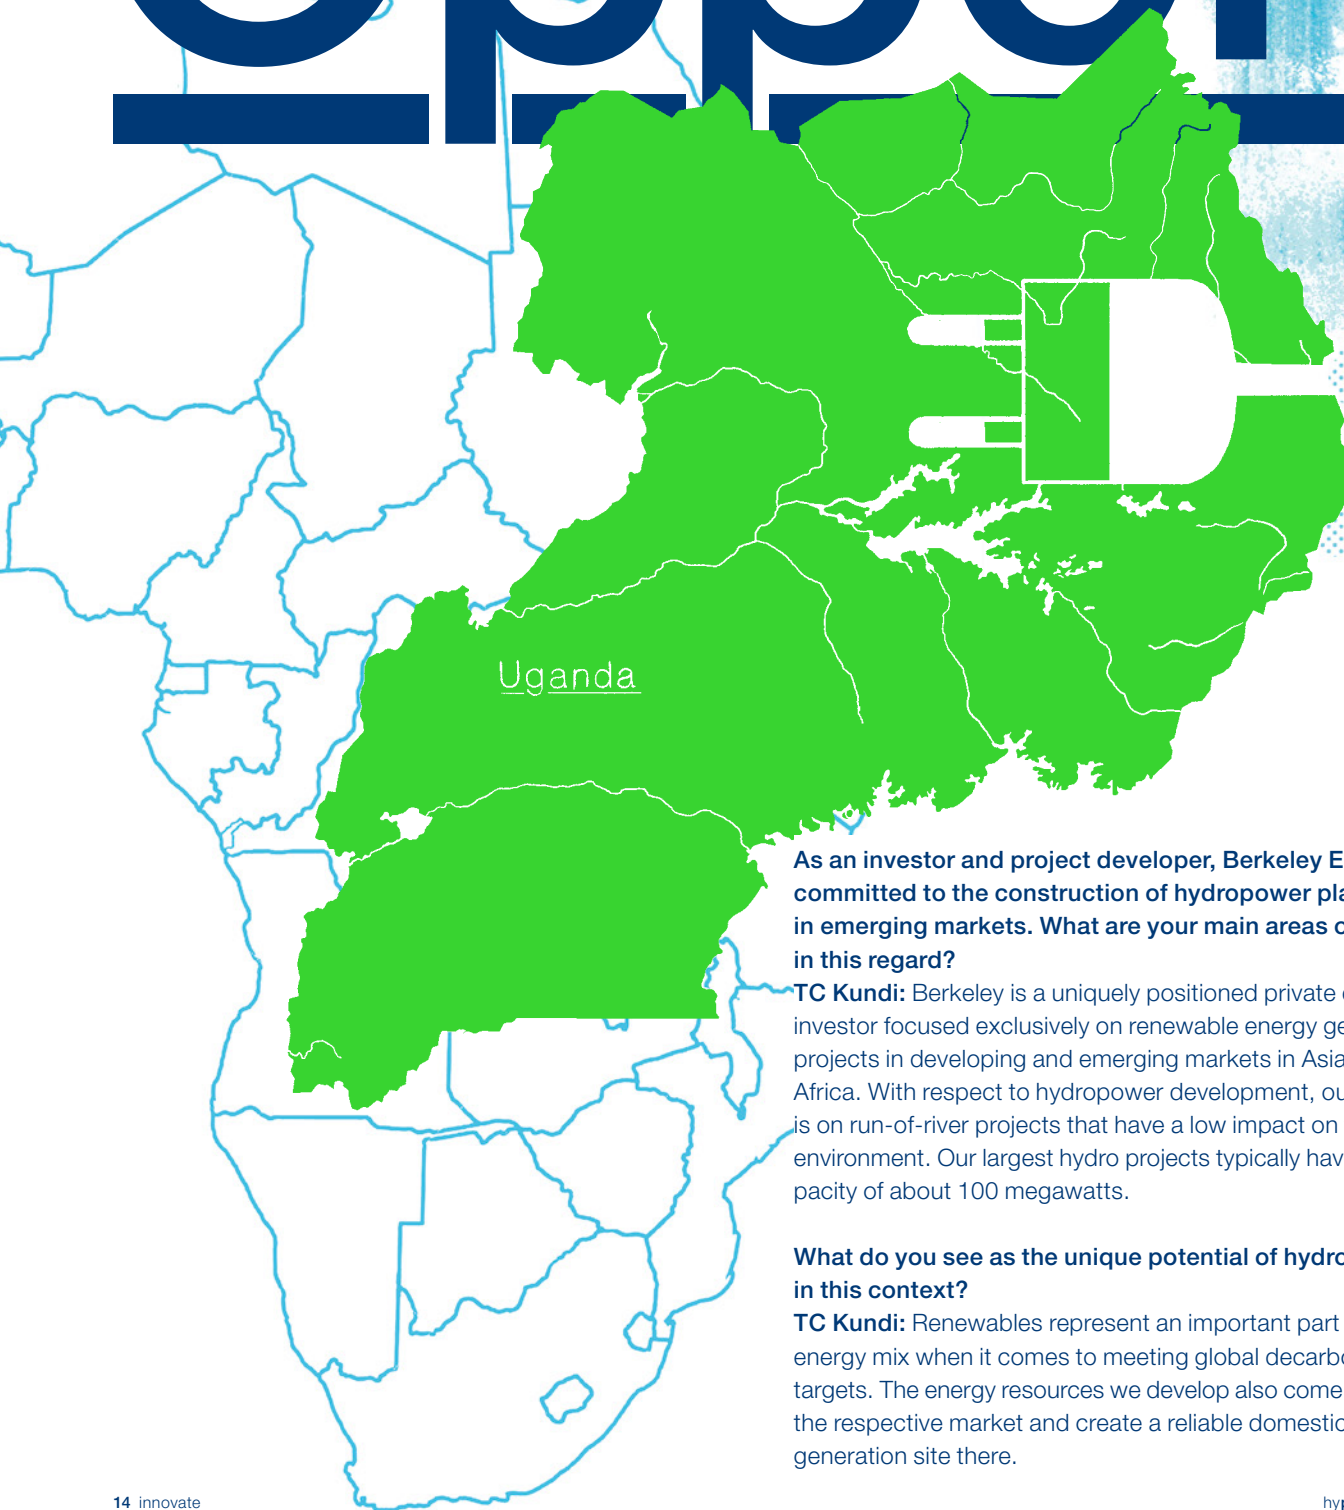 Uganda
As an investor and project developer, Berkeley
committed to the construction of hydropower
in emerging markets. What are your main areas
in this regard?
TC Kundi: Berkeley is a uniquely positioned private
investor focused exclusively on renewable energy
projects in developing and emerging markets in Asia
Africa. With respect to hydropower development,
is on run-of-river projects that have a low impact on
environment. Our largest hydro projects typically
pacity of about 100 megawatts.
What do you see as the unique potential of
in this context?
TC Kundi: Renewables represent an important part
energy mix when it comes to meeting global
targets. The energy resources we develop also come
the respective market and create a reliable domestic
generation site there.
14 innovate